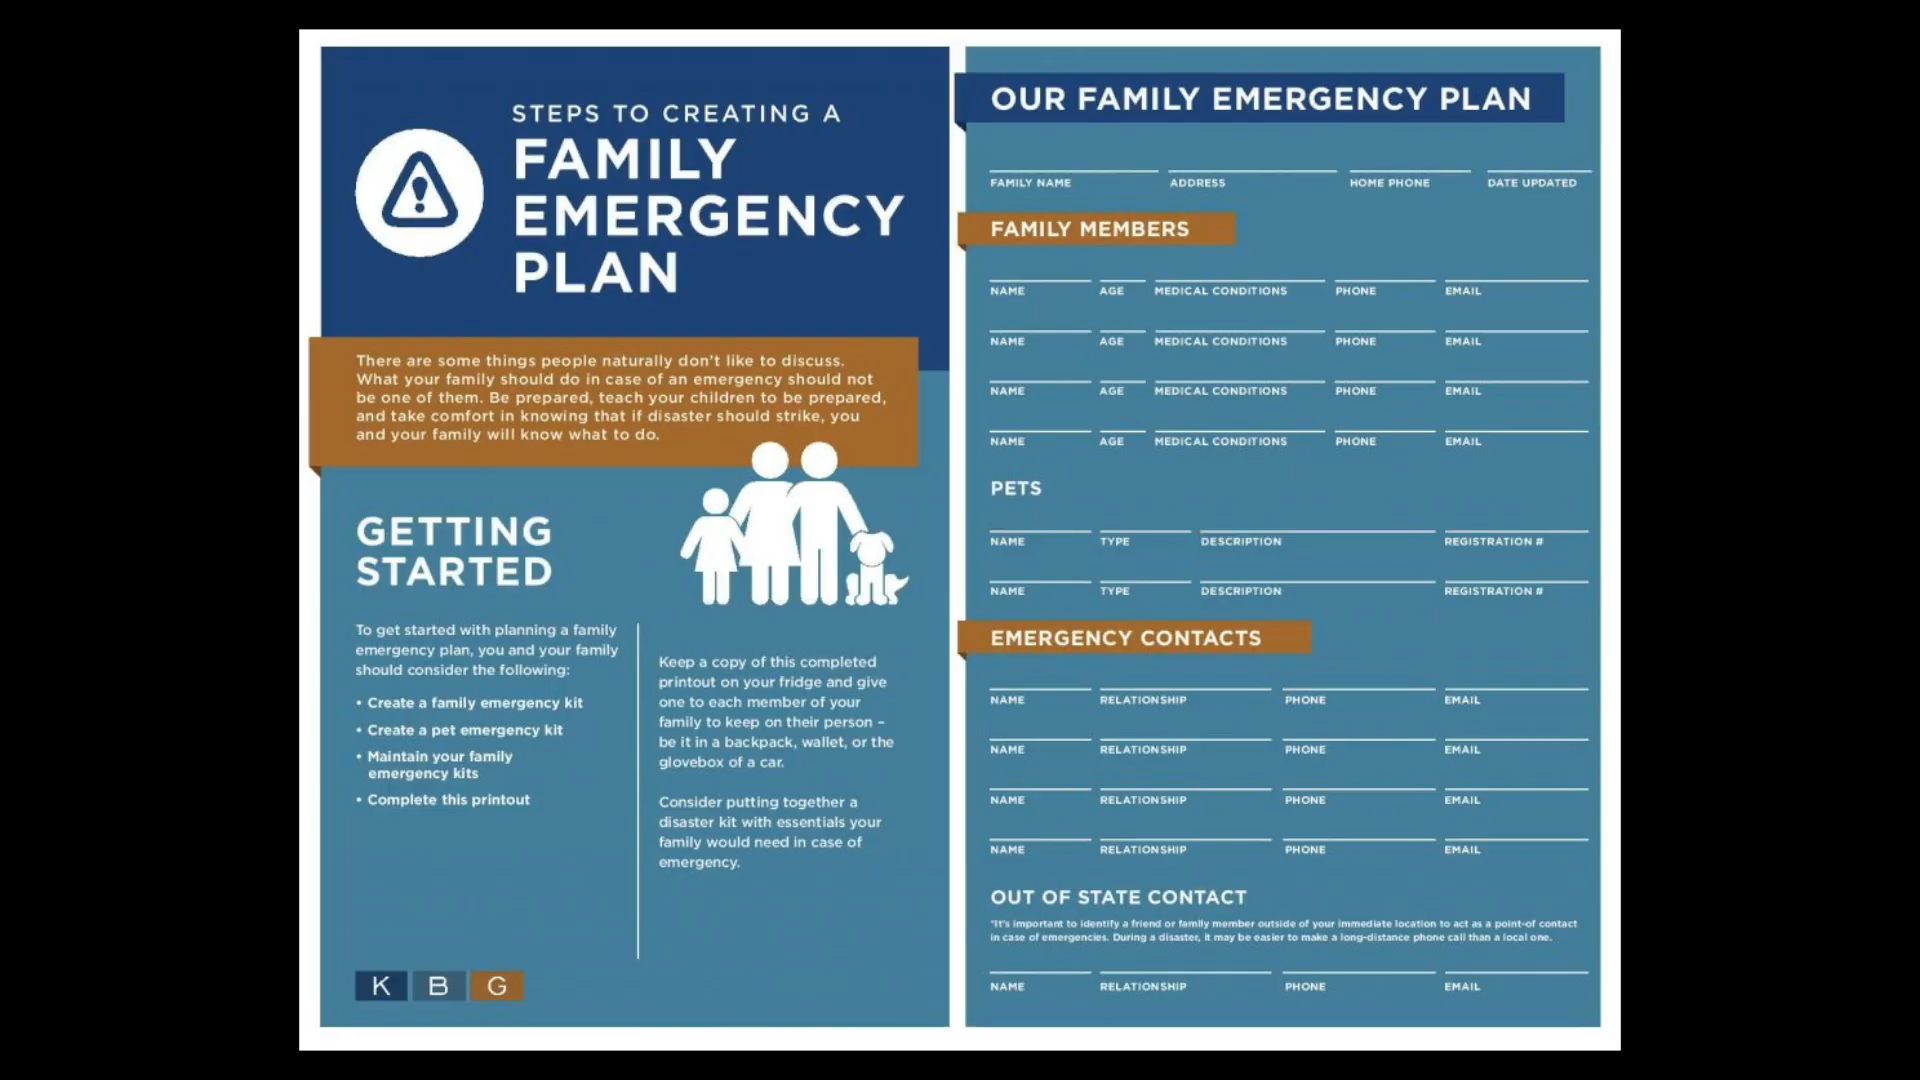 STEPS TO CREATING A
FAMILY
EMERGENCY
PLAN
There are some things people naturally don't like to discuss.
What your family should do in case of an emergency should not
be one of them. Be prepared, teach your children to be prepared,
and take comfort in knowing that if disaster should strike, you
and your family will know what to do.
GETTING
STARTED
To get started with planning a family
emergency plan, you and your family
should consider the following:
• Create a family emergency kit
• Create a pet emergency kit
• Maintain your family
emergency kits
• Complete this printout
Keep a copy of this completed
printout on your fridge and give
one to each member of your
family to keep on their person –
be it in a backpack, wallet, or the
glovebox of a car.
Consider putting together a
disaster kit with essentials your
family would need in case of
emergency.
K B G
OUR FAMILY EMERGENCY PLAN
FAMILY NAME ADDRESS HOME PHONE DATE UPDATED
FAMILY MEMBERS
NAME AGE MEDICAL CONDITIONS PHONE EMAIL
NAME AGE MEDICAL CONDITIONS PHONE EMAIL
NAME AGE MEDICAL CONDITIONS PHONE EMAIL
NAME AGE MEDICAL CONDITIONS PHONE EMAIL
PETS
NAME TYPE DESCRIPTION REGISTRATION #
NAME TYPE DESCRIPTION REGISTRATION #
EMERGENCY CONTACTS
NAME RELATIONSHIP PHONE EMAIL
NAME RELATIONSHIP PHONE EMAIL
NAME RELATIONSHIP PHONE EMAIL
NAME RELATIONSHIP PHONE EMAIL
OUT OF STATE CONTACT
*It's important to identify a friend or family member outside of your immediate location to act as a point-of contact
in case of emergencies. During a disaster, it may be easier to make a long-distance phone call than a local one.
NAME RELATIONSHIP PHONE EMAIL